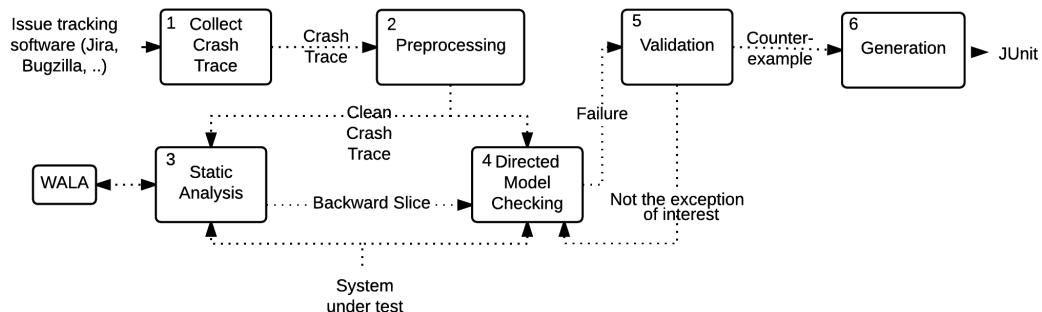 Issue tracking
software (Jira,
Bugzilla, ..)
1 Collect
Crash
Trace
Crash
Trace
2
Preprocessing
5
Validation
Counter-
example
6
Generation
JUnit
Clean
Crash
Trace
Failure
WALA
3
Static
Analysis
Backward Slice
4 Directed
Model
Checking
Not the exception
of interest
System
under test